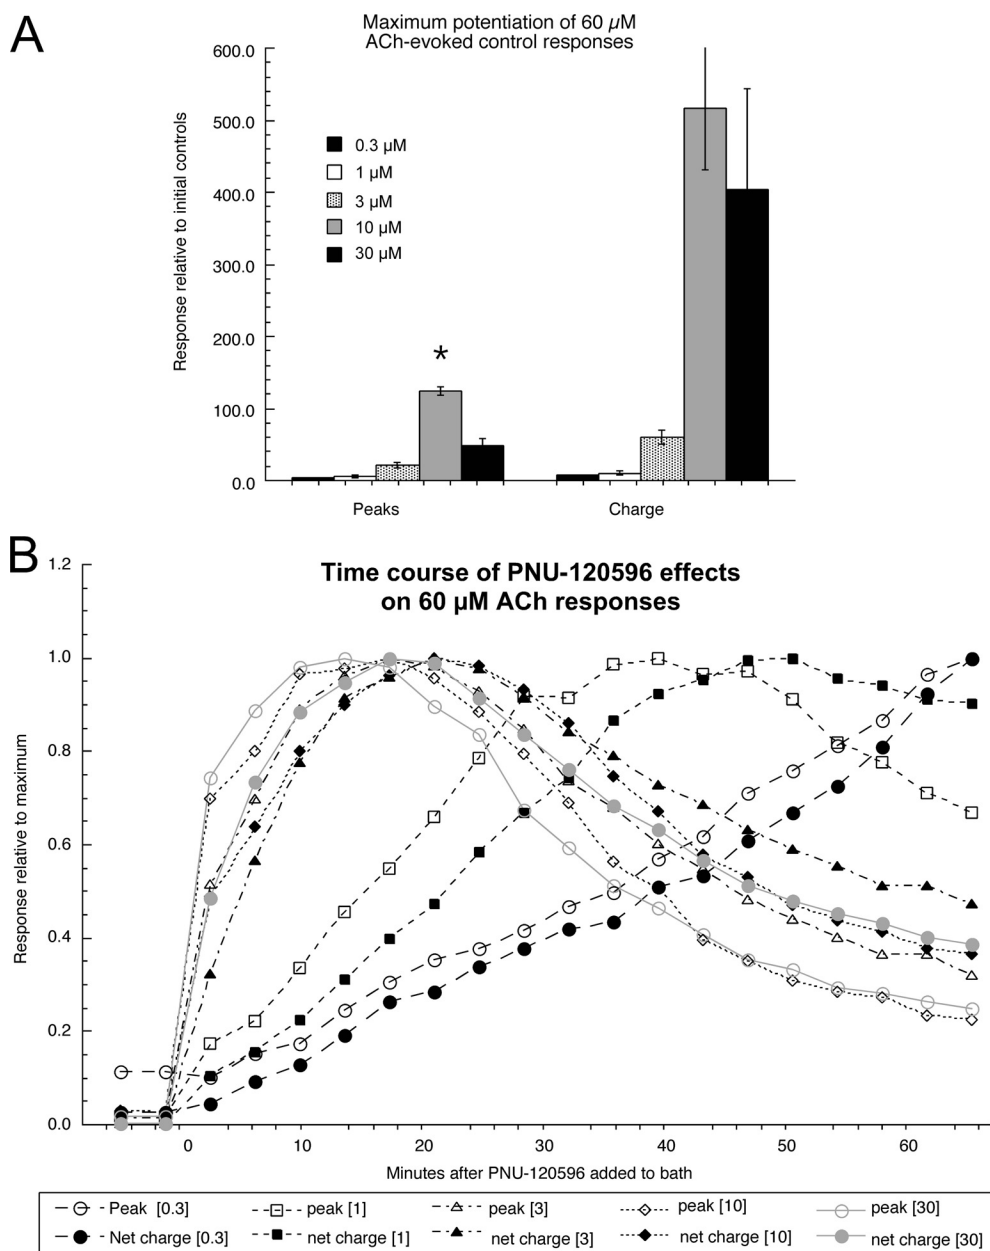 A
Maximum potentiation of 60 µM
ACh-evoked control responses
Response relative to initial controls
600.0
500.0
400.0
300.0
200.0
100.0
0.0
0.3 µM
1 µM
3 µM
10 µM
30 µM
*
Peaks Charge
B
Time course of PNU-120596 effects
on 60 µM ACh responses
Response relative to maximum
1.2
1.0
0.8
0.6
0.4
0.2
0.0
0 10 20 30 40 50 60
Minutes after PNU-120596 added to bath
Peak [0.3] peak [1] peak [3] peak [10] peak [30]
Net charge [0.3] net charge [1] net charge [3] net charge [10] net charge [30]